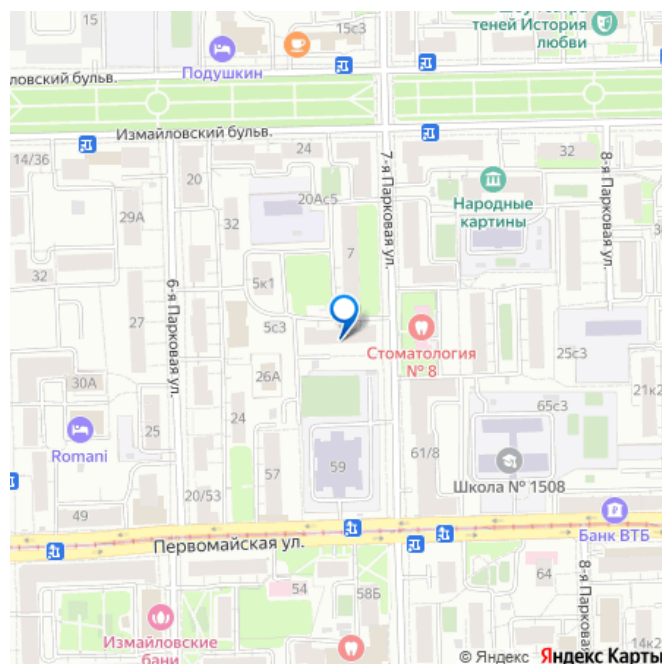 15с3
теней История
любви
Подушкин
ловский бульв.
Измайловский бульв.
14/36
24
32
20
7-я Парковая ул.
8-я Парковая ул.
20Ас5
Народные
картины
29А
32
7
32
6-я Парковая ул.
5к1
27
5с3
Стоматология
№ 8
25с3
26А
30А
21к2
24
65с3
Romani
25
61/8
57
59
Школа № 1508
20/53
49
Банк ВТБ
Первомайская ул.
54
58Б
64
8-я Парковая
Измайловские
бани
14к2
© Яндекс Яндекс Карты